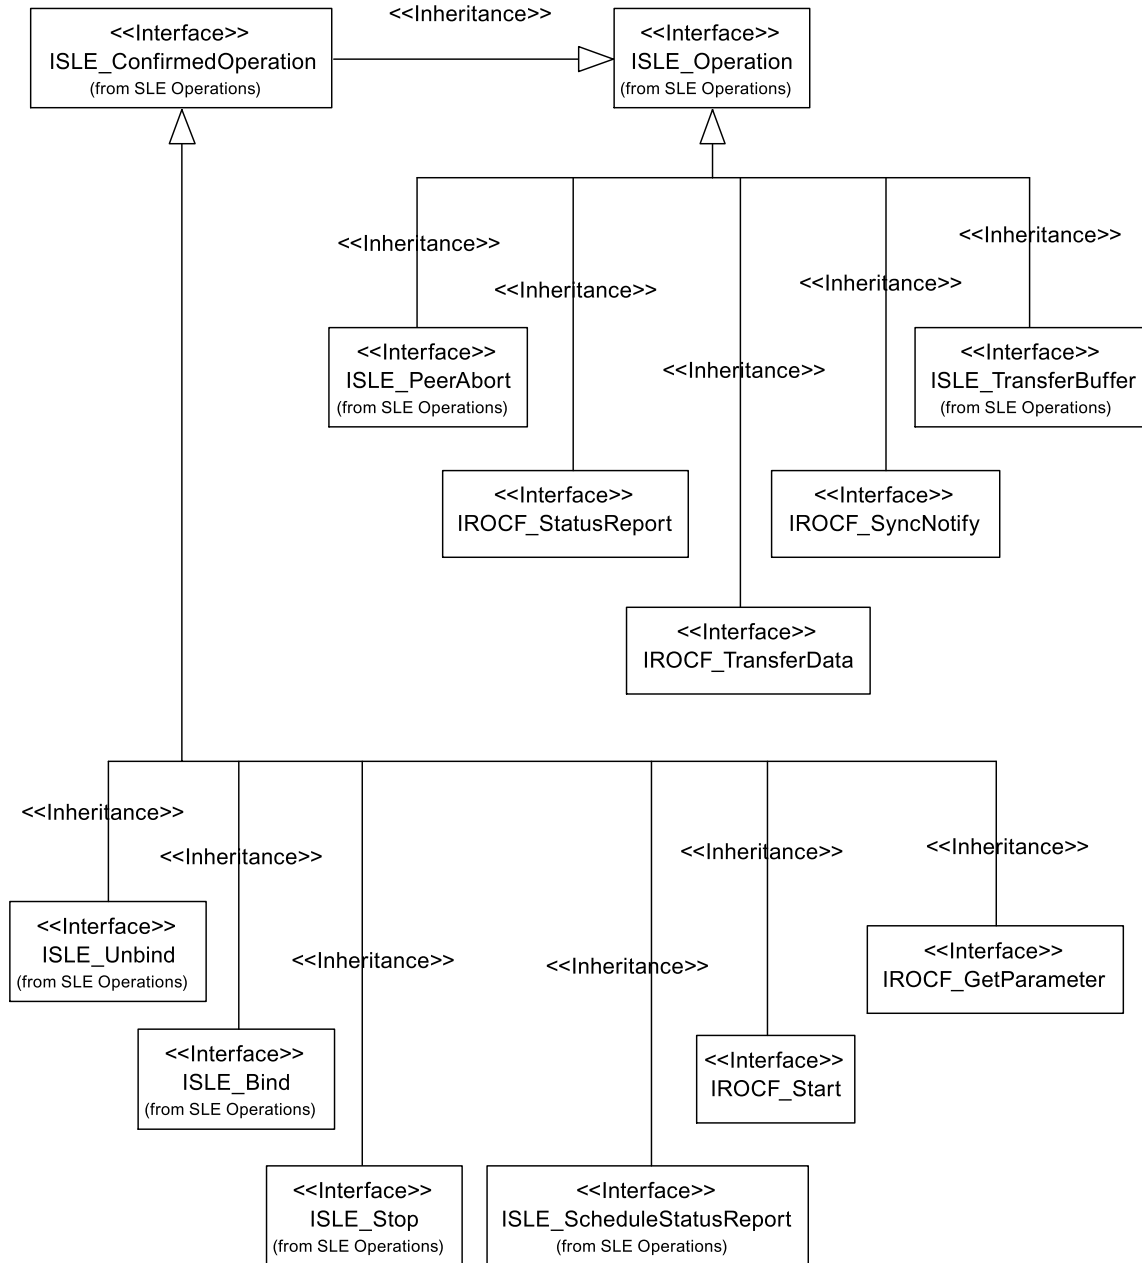 <<Inheritance>>
<<Interface>>
ISLE_ConfirmedOperation
(from SLE Operations)
<<Interface>>
ISLE_Operation
(from SLE Operations)
<<Inheritance>>
<<Inheritance>>
<<Inheritance>>
<<Inheritance>>
<<Inheritance>>
<<Interface>>
ISLE_PeerAbort
(from SLE Operations)
<<Interface>>
ISLE_TransferBuffer
(from SLE Operations)
<<Interface>>
IROCF_StatusReport
<<Interface>>
IROCF_SyncNotify
<<Interface>>
IROCF_TransferData
<<Inheritance>>
<<Inheritance>>
<<Inheritance>>
<<Inheritance>>
<<Inheritance>>
<<Inheritance>>
<<Interface>>
ISLE_Unbind
(from SLE Operations)
<<Interface>>
IROCF_GetParameter
<<Interface>>
ISLE_Bind
(from SLE Operations)
<<Interface>>
IROCF_Start
<<Interface>>
ISLE_Stop
(from SLE Operations)
<<Interface>>
ISLE_ScheduleStatusReport
(from SLE Operations)